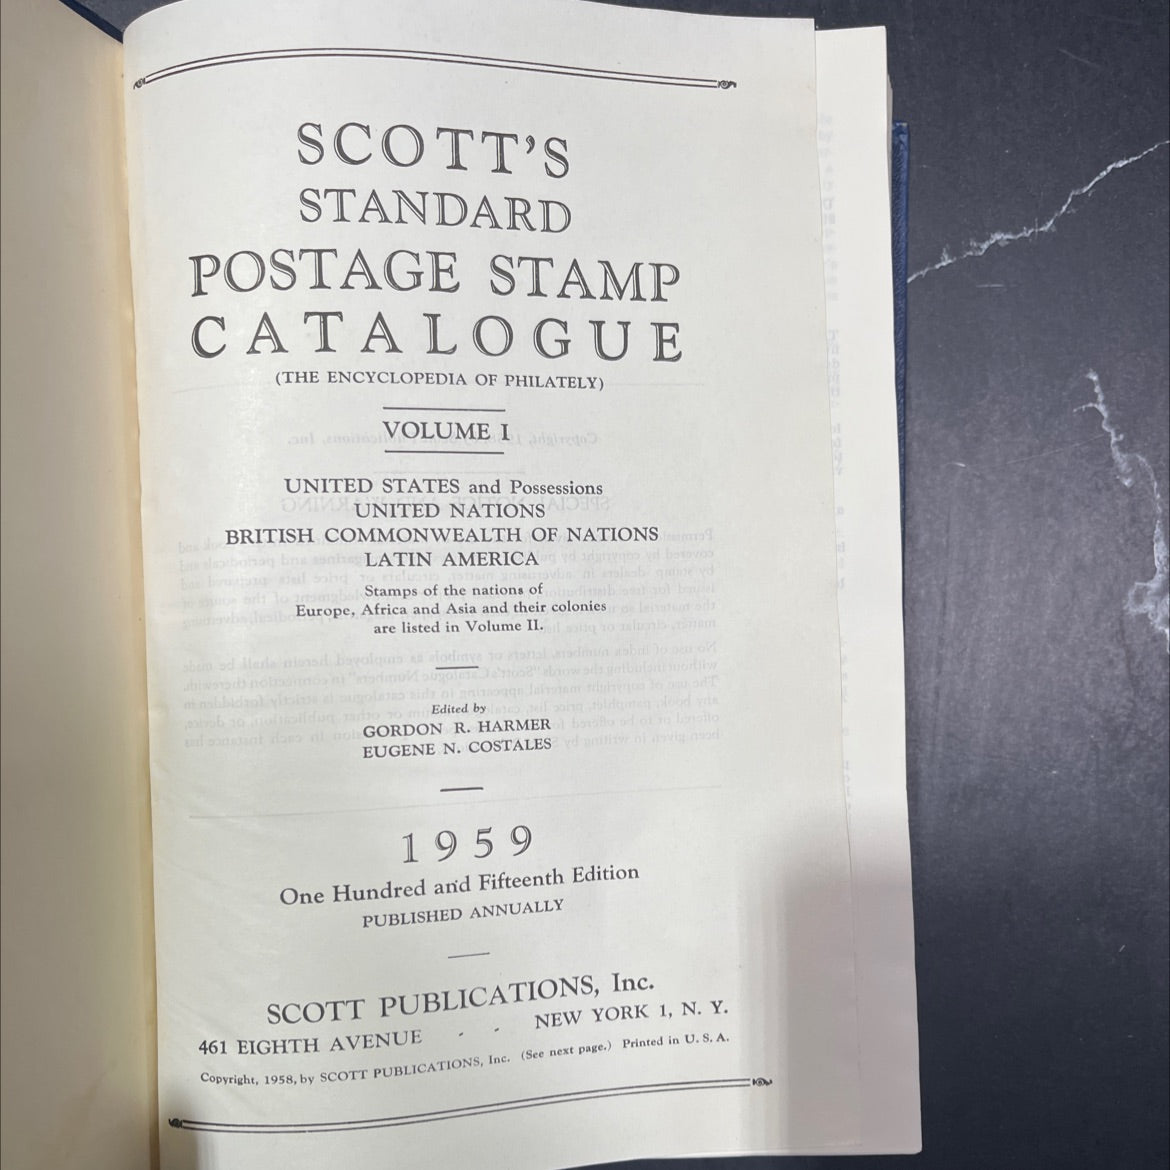 SCOTT'S
STANDARD
POSTAGE STAMP
CATALOGUE
(THE ENCYCLOPEDIA OF PHILATELY)
VOLUME I
UNITED STATES and Possessions
UNITED NATIONS
BRITISH COMMONWEALTH OF NATIONS
LATIN AMERICA
Stamps of the nations of
Europe, Africa and Asia and their colonies
are listed in Volume II.
Edited by
GORDON R. HARMER
EUGENE N. COSTALES
1959
One Hundred and Fifteenth Edition
PUBLISHED ANNUALLY
SCOTT PUBLICATIONS, Inc.
461 EIGHTH AVENUE - - NEW YORK 1, N. Y.
Copyright, 1958, by SCOTT PUBLICATIONS, Inc. (See next page.) Printed in U. S. A.